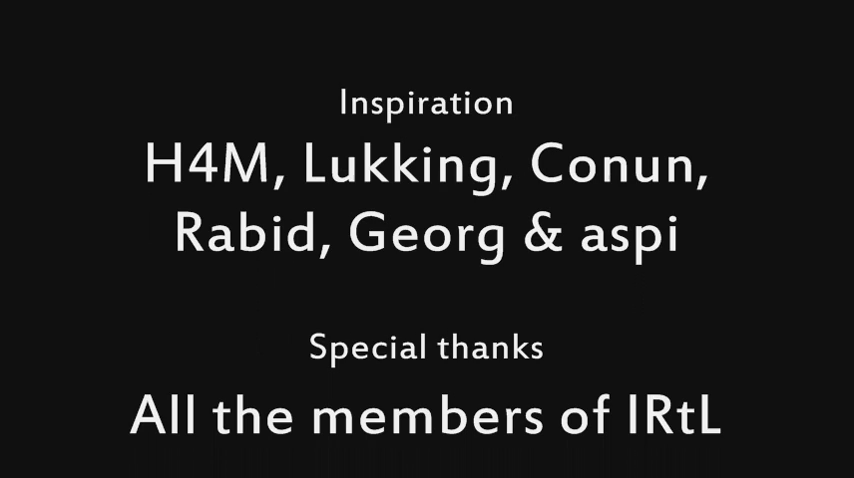 Inspiration
H4M, Lukking, Conun,
Rabid, Georg & aspi
Special thanks
All the members of IRtL